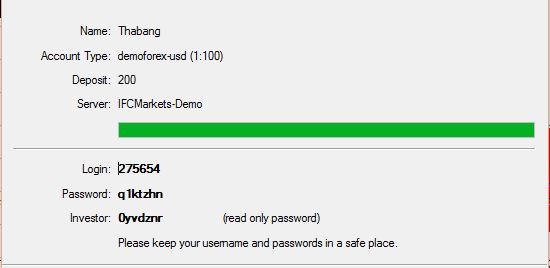 Name: Thabang
Account Type: demoforex-usd (1:100)
Deposit: 200
Server: IFCMarkets-Demo
Login: 275654
Password: q1ktzhn
Investor: 0yvdznr (read only password)
Please keep your username and passwords in a safe place.